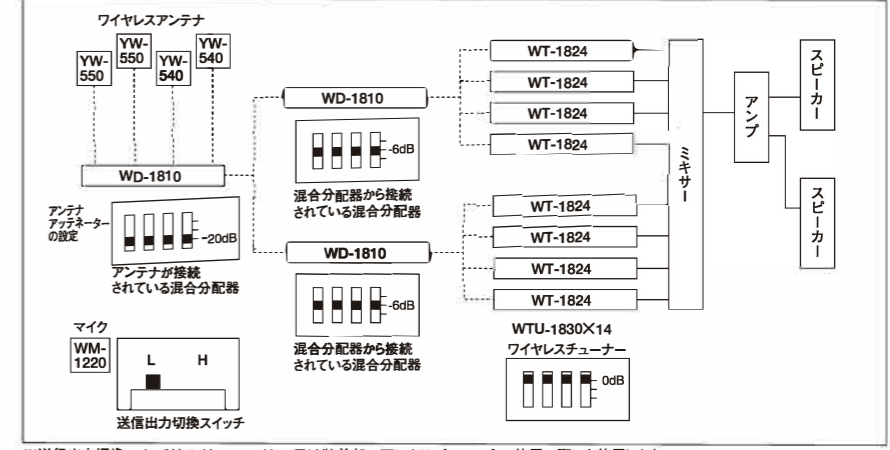 ワイヤレスアンテナ
YW-
550
YW-
550
YW-
540
YW-
540
WD-1810
アンテナ
アッテネーター
の設定
-20dB
アンテナが接続
されている混合分配器
マイク
WM-
1220
L H
送信出力切換スイッチ
WD-1810
-6dB
混合分配器から接続
されている混合分配器
WD-1810
-6dB
混合分配器から接続
されている混合分配器
WT-1824
WT-1824
WT-1824
WT-1824
WT-1824
WT-1824
WT-1824
WT-1824
WTU-1830×14
ワイヤレスチューナー
0dB
ミキサー
アンプ
スピーカー
スピーカー